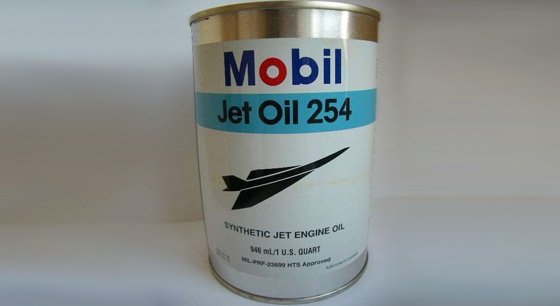 Mobil
Jet Oil 254
SYNTHETIC JET ENGINE OIL
946 mL/1 U.S. QUART
MIL-PRF-23699 HTS Approved